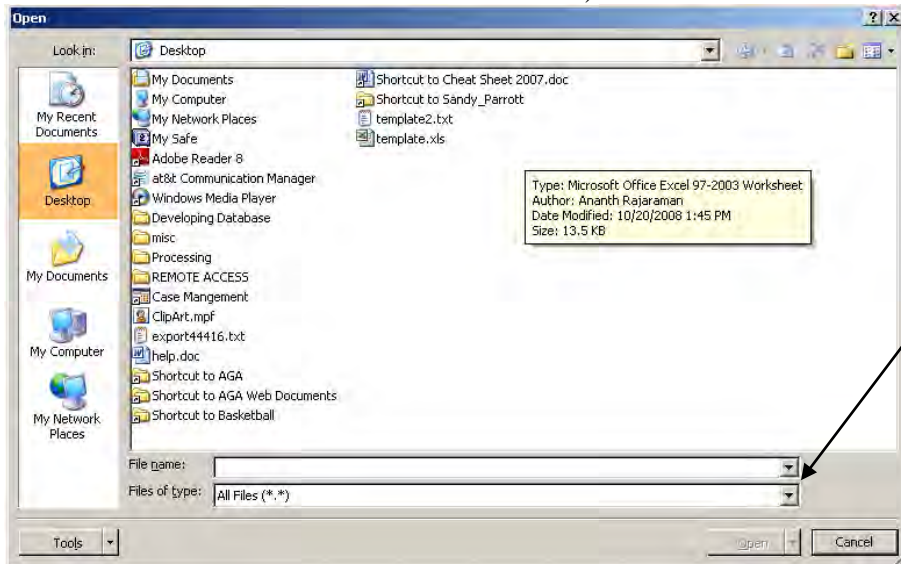 Open
Look in:
Desktop
My Recent
Documents
Desktop
My Documents
My Computer
My Network
Places
My Documents
My Computer
My Network Places
My Safe
Adobe Reader 8
at&t Communication Manager
Windows Media Player
Developing Database
misc
Processing
REMOTE ACCESS
Case Mangement
ClipArt.mpf
export44416.txt
help.doc
Shortcut to AGA
Shortcut to AGA Web Documents
Shortcut to Basketball
Shortcut to Cheat Sheet 2007.doc
Shortcut to Sandy_Parrott
template2.txt
template.xls
Type: Microsoft Office Excel 97-2003 Worksheet
Author: Ananth Rajaraman
Date Modified: 10/20/2008 1:45 PM
Size: 13.5 KB
File name:
Files of type:
All Files (*.*)
Tools
Open
Cancel